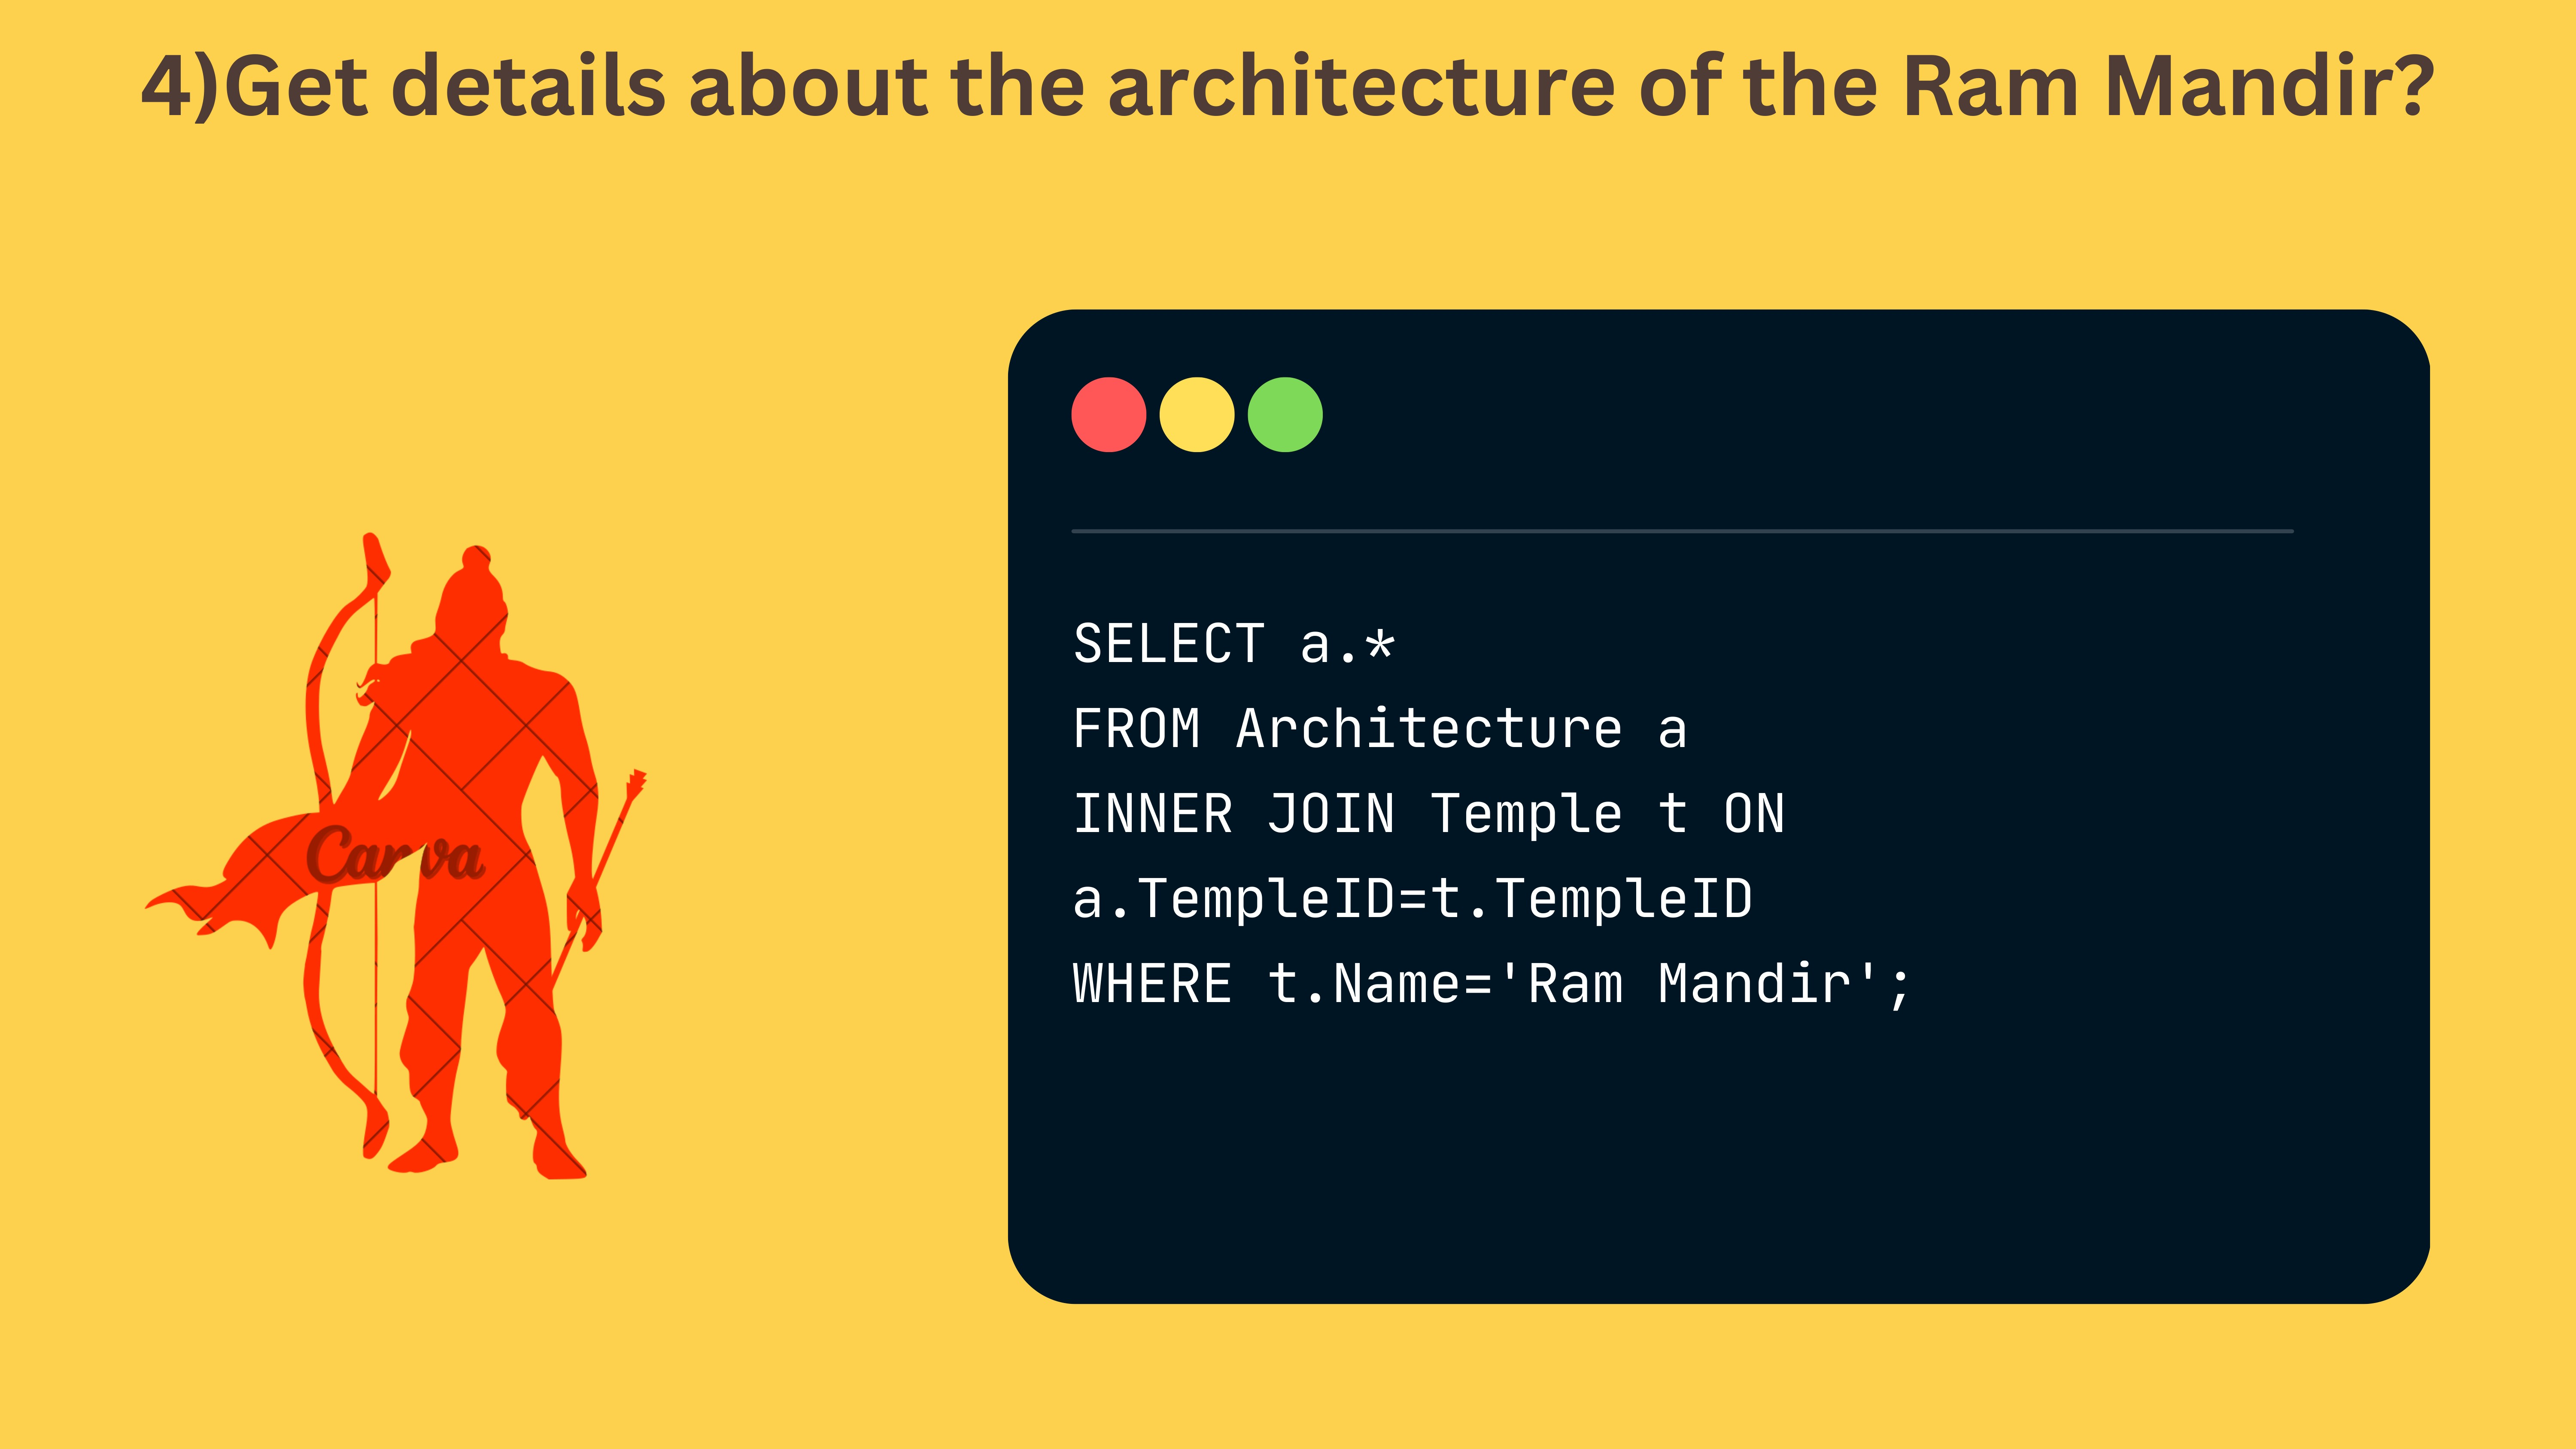 4)Get details about the architecture of the Ram Mandir?
Canva
SELECT a.*
FROM Architecture a
INNER JOIN Temple t ON
a.TempleID=t.TempleID
WHERE t.Name='Ram Mandir';